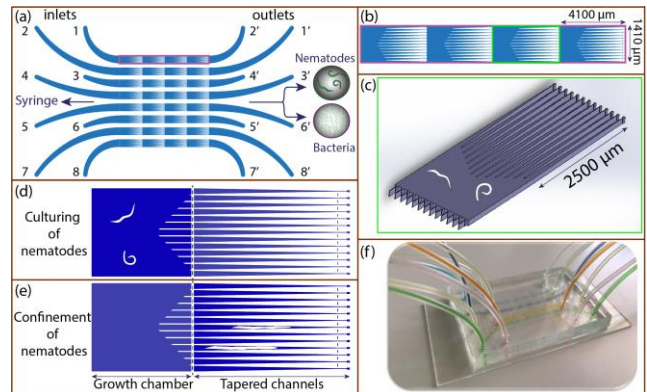 (a) inlets outlets
2 1 2′ 1′
Nematodes
4 3 4′ 3′
Syringe
5 6 5′ 6′
Bacteria
7 8 7′ 8′
(b) 4100 µm
1410 µm
(c)
2500 µm
(d)
Culturing
of
nematodes
(e)
Confinement
of
nematodes
Growth chamber Tapered channels
(f)